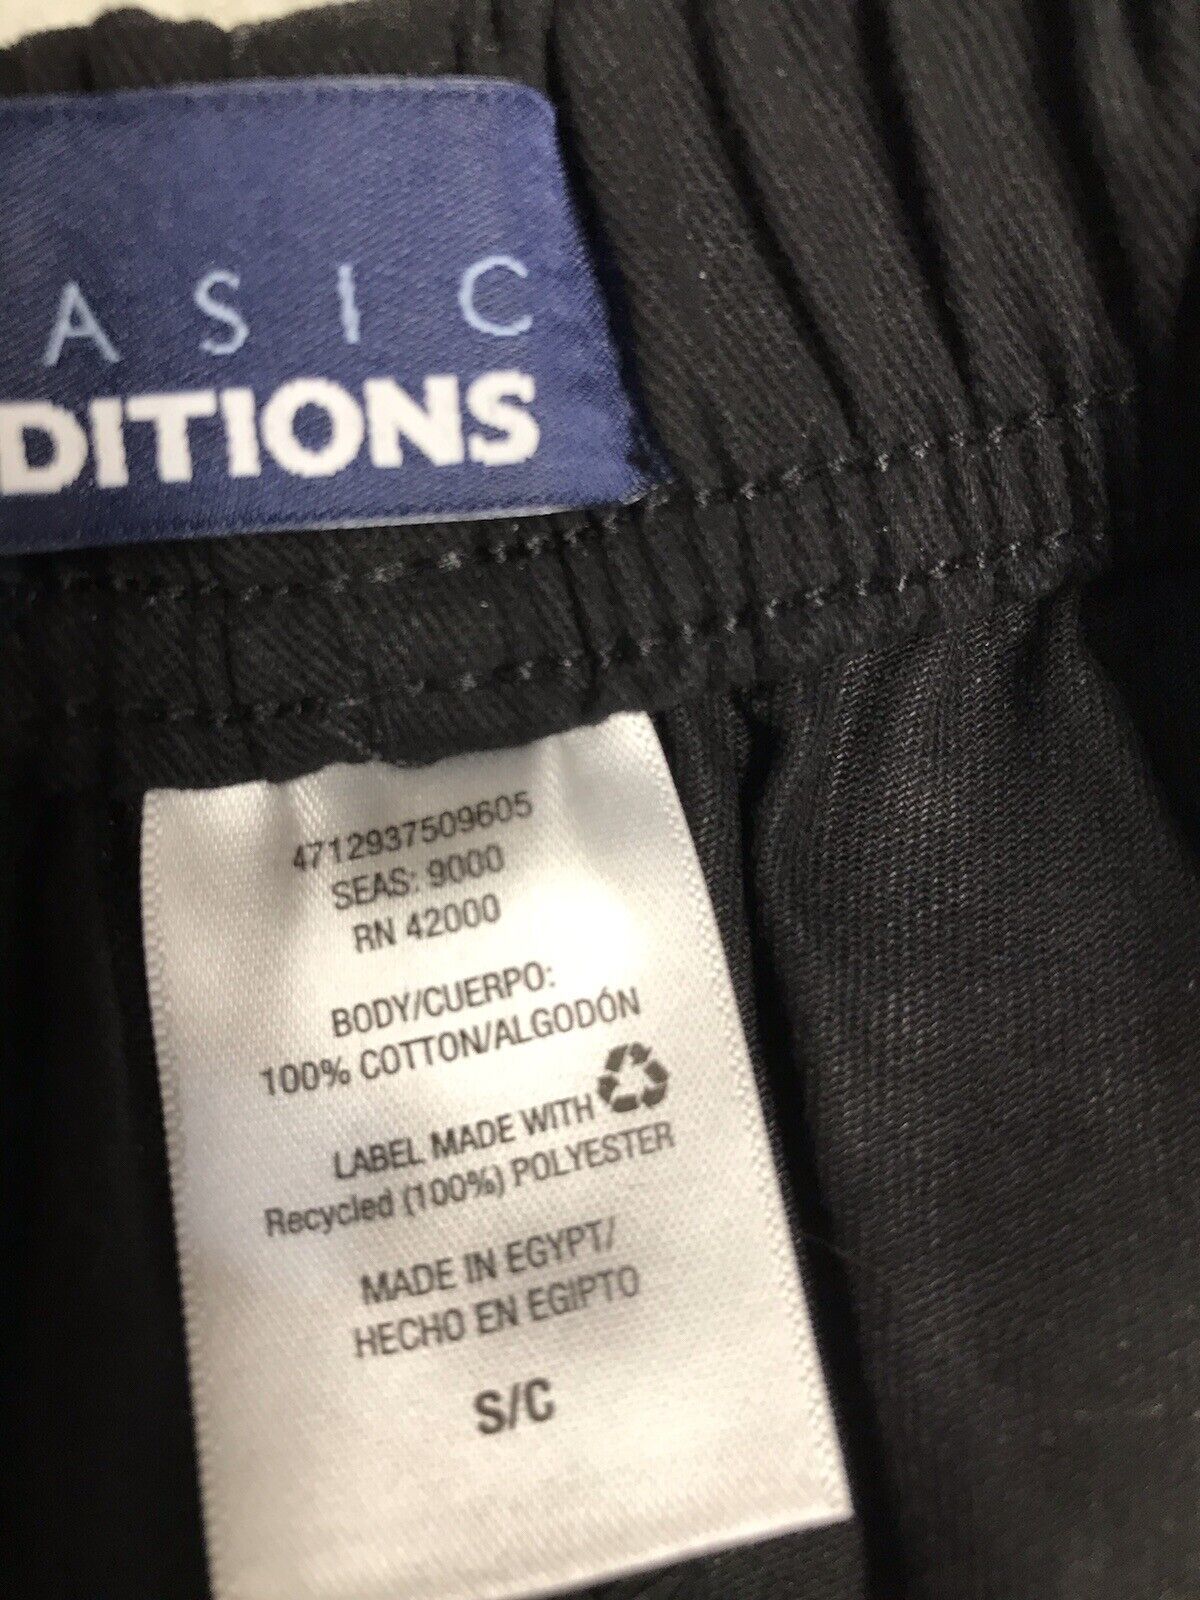 ASIC
DITIONS
4712937509605
SEAS: 9000
RN 42000
BODY/CUERPO:
100% COTTON/ALGODÓN
LABEL MADE WITH
Recycled (100%) POLYESTER
MADE IN EGYPT/
HECHO EN EGIPTO
S/C